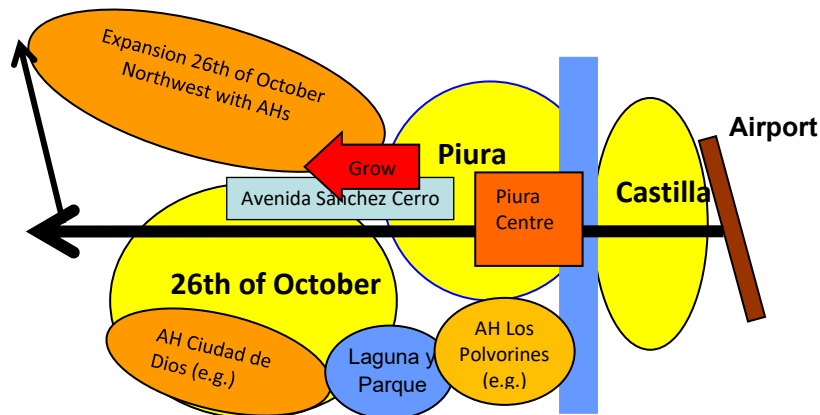 Expansion 26th of October
Northwest with AHs
Grow
Piura
Airport
Avenida Sanchez Cerro
Piura
Centre
Castilla
26th of October
AH Ciudad de
Dios (e.g.)
Laguna y
Parque
AH Los
Polvorines
(e.g.)